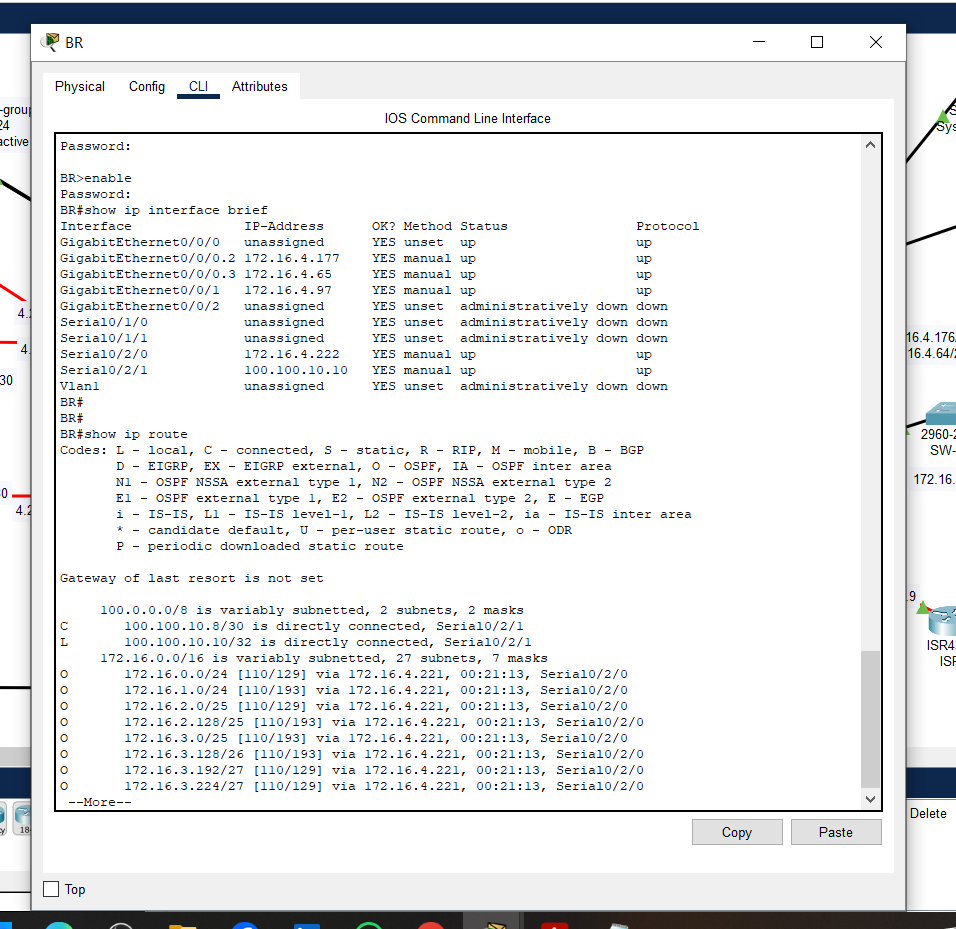 BR
Physical Config CLI Attributes
IOS Command Line Interface
Password:
BR>enable
Password:
BR#show ip interface brief
Interface IP-Address OK? Method Status Protocol
GigabitEthernet0/0/0 unassigned YES unset up up
GigabitEthernet0/0/0.2 172.16.4.177 YES manual up up
GigabitEthernet0/0/0.3 172.16.4.65 YES manual up up
GigabitEthernet0/0/1 172.16.4.97 YES manual up up
GigabitEthernet0/0/2 unassigned YES unset administratively down down
Serial0/1/0 unassigned YES unset administratively down down
Serial0/1/1 unassigned YES unset administratively down down
Serial0/2/0 172.16.4.222 YES manual up up
Serial0/2/1 100.100.10.10 YES manual up up
Vlan1 unassigned YES unset administratively down down
BR#
BR#
BR#show ip route
Codes: L - local, C - connected, S - static, R - RIP, M - mobile, B - BGP
D - EIGRP, EX - EIGRP external, O - OSPF, IA - OSPF inter area
N1 - OSPF NSSA external type 1, N2 - OSPF NSSA external type 2
E1 - OSPF external type 1, E2 - OSPF external type 2, E - EGP
i - IS-IS, L1 - IS-IS level-1, L2 - IS-IS level-2, ia - IS-IS inter area
* - candidate default, U - per-user static route, o - ODR
P - periodic downloaded static route
Gateway of last resort is not set
100.0.0.0/8 is variably subnetted, 2 subnets, 2 masks
C 100.100.10.8/30 is directly connected, Serial0/2/1
L 100.100.10.10/32 is directly connected, Serial0/2/1
172.16.0.0/16 is variably subnetted, 27 subnets, 7 masks
O 172.16.0.0/24 [110/129] via 172.16.4.221, 00:21:13, Serial0/2/0
O 172.16.1.0/24 [110/193] via 172.16.4.221, 00:21:13, Serial0/2/0
O 172.16.2.0/25 [110/129] via 172.16.4.221, 00:21:13, Serial0/2/0
O 172.16.2.128/25 [110/193] via 172.16.4.221, 00:21:13, Serial0/2/0
O 172.16.3.0/25 [110/193] via 172.16.4.221, 00:21:13, Serial0/2/0
O 172.16.3.128/26 [110/193] via 172.16.4.221, 00:21:13, Serial0/2/0
O 172.16.3.192/27 [110/129] via 172.16.4.221, 00:21:13, Serial0/2/0
O 172.16.3.224/27 [110/129] via 172.16.4.221, 00:21:13, Serial0/2/0
--More--
Copy Paste
Top
-group
24
active
4.
30
4.2
16.4.176/
16.4.64/2
2960-2
SW-
172.16.
.9
ISR4
ISF
Delete